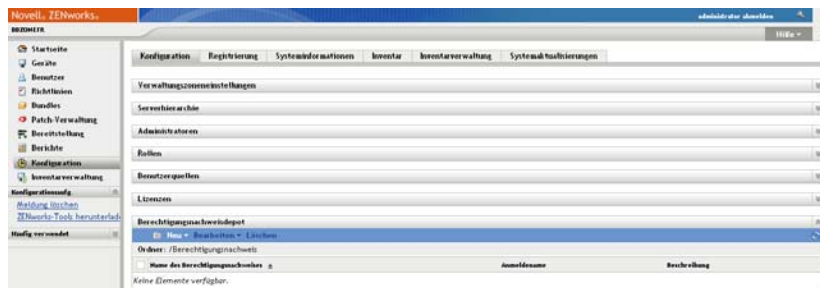 Novell. ZENworks.
administrator abmelden
BBZOMEFR
Hilfe
Startseite
Geräte
Benutzer
Richtlinien
Bundles
Patch-Verwaltung
Bereitstellung
Berichte
Konfiguration
Inventarverwaltung
Konfigurationsaufg.
Meldung löschen
ZENworks-Tools herunterlad
Häufig verwendet
Konfiguration Registrierung Systeminformationen Inventar Inventarverwaltung Systemaktualisierungen
Verwaltungszoneneinstellungen
Serverhierarchie
Administratoren
Rollen
Benutzerquellen
Lizenzen
Berechtigungsnachweisdepot
Neu Bearbeiten Löschen
Ordner: /Berechtigungsnachweis
Name des Berechtigungsnachweises Anmeldename Beschreibung
Keine Elemente verfügbar.